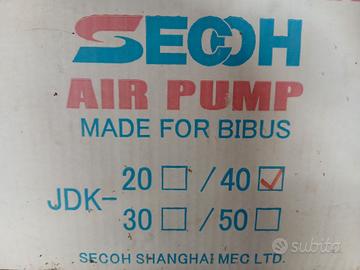 SECOH
AIR PUMP
MADE FOR BIBUS
JDK-
20 ☐ / 40 ☑
30 ☐ / 50 ☐
SECOH SHANGHAI MEC LTD.
subito